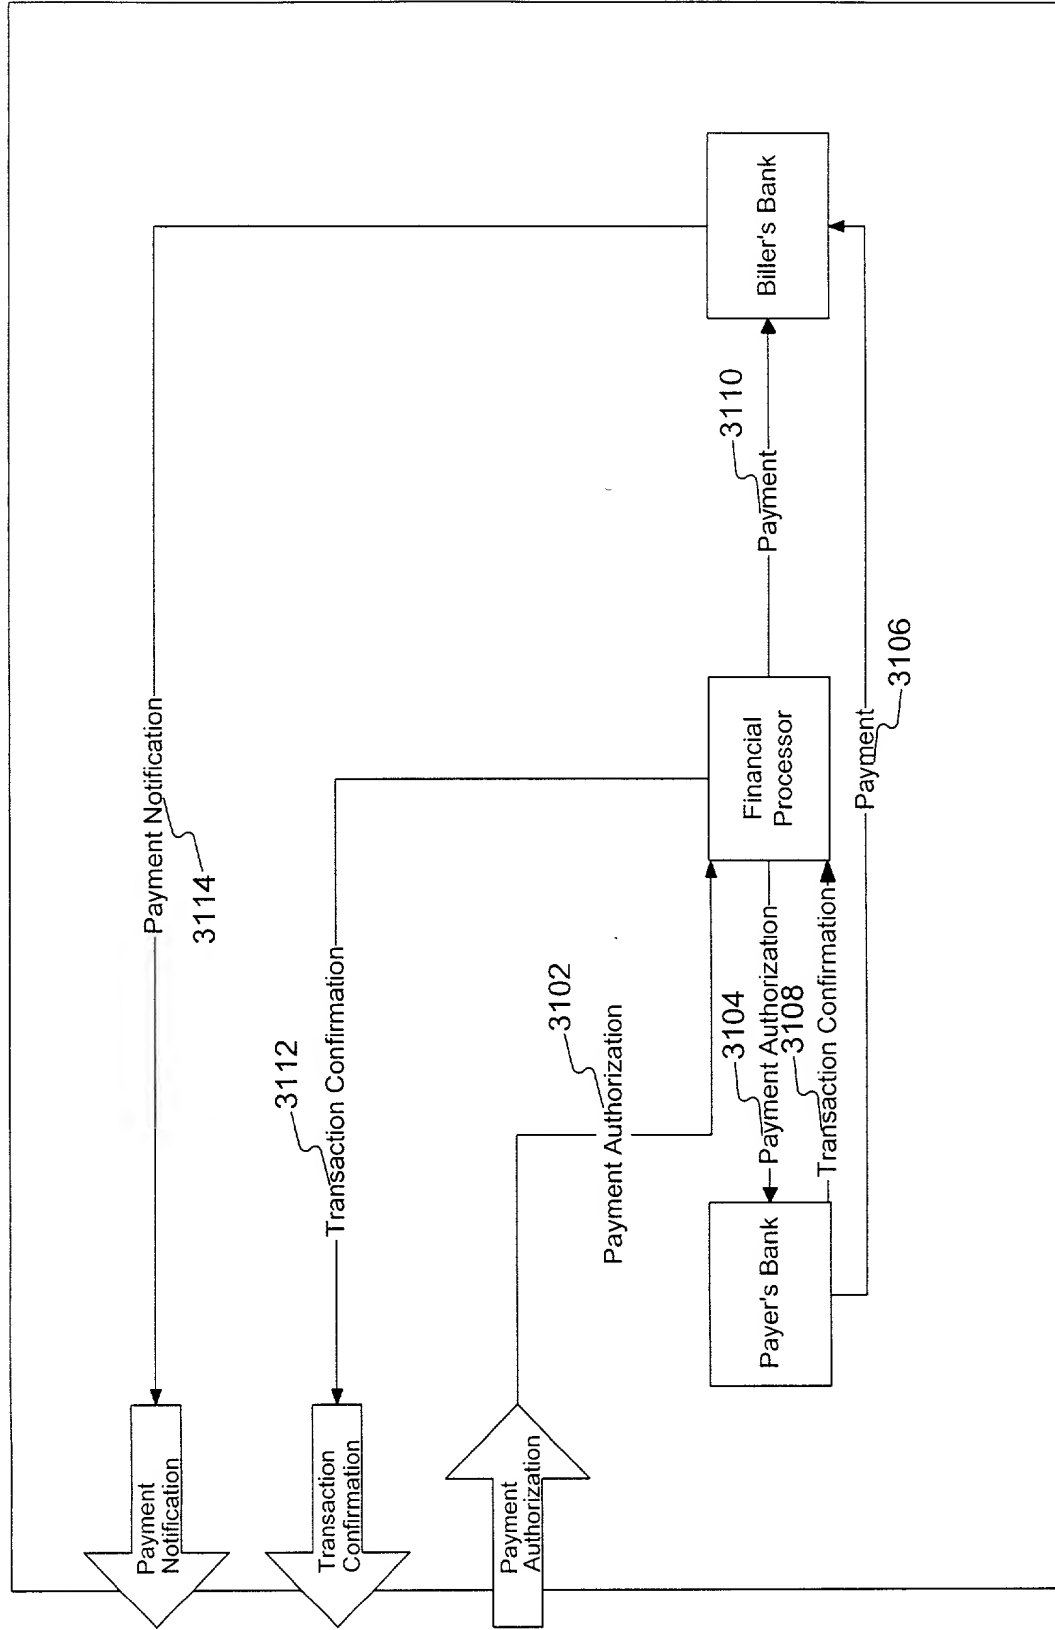 Payment
Notification
Payment Notification
3114
Transaction
Confirmation
Transaction Confirmation
3112
Payment
Authorization
Payment Authorization
3102
Payer's Bank
Payment Authorization
3104
Transaction Confirmation
3108
Financial
Processor
Payment
3110
Biller's Bank
Payment
3106